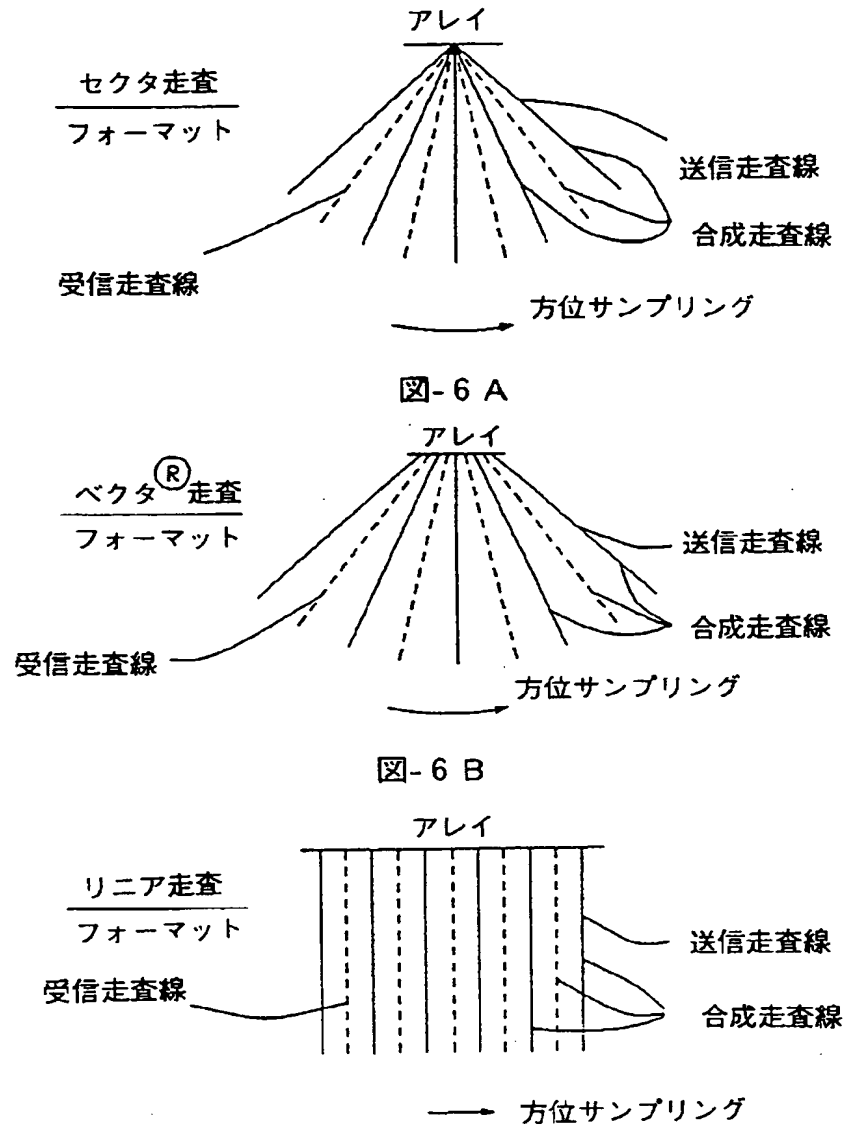 アレイ
セクタ走査
フォーマット
送信走査線
合成走査線
受信走査線
方位サンプリング
図-6 A
アレイ
ベクタ®走査
フォーマット
送信走査線
合成走査線
受信走査線
方位サンプリング
図-6 B
アレイ
リニア走査
フォーマット
送信走査線
受信走査線
合成走査線
方位サンプリング